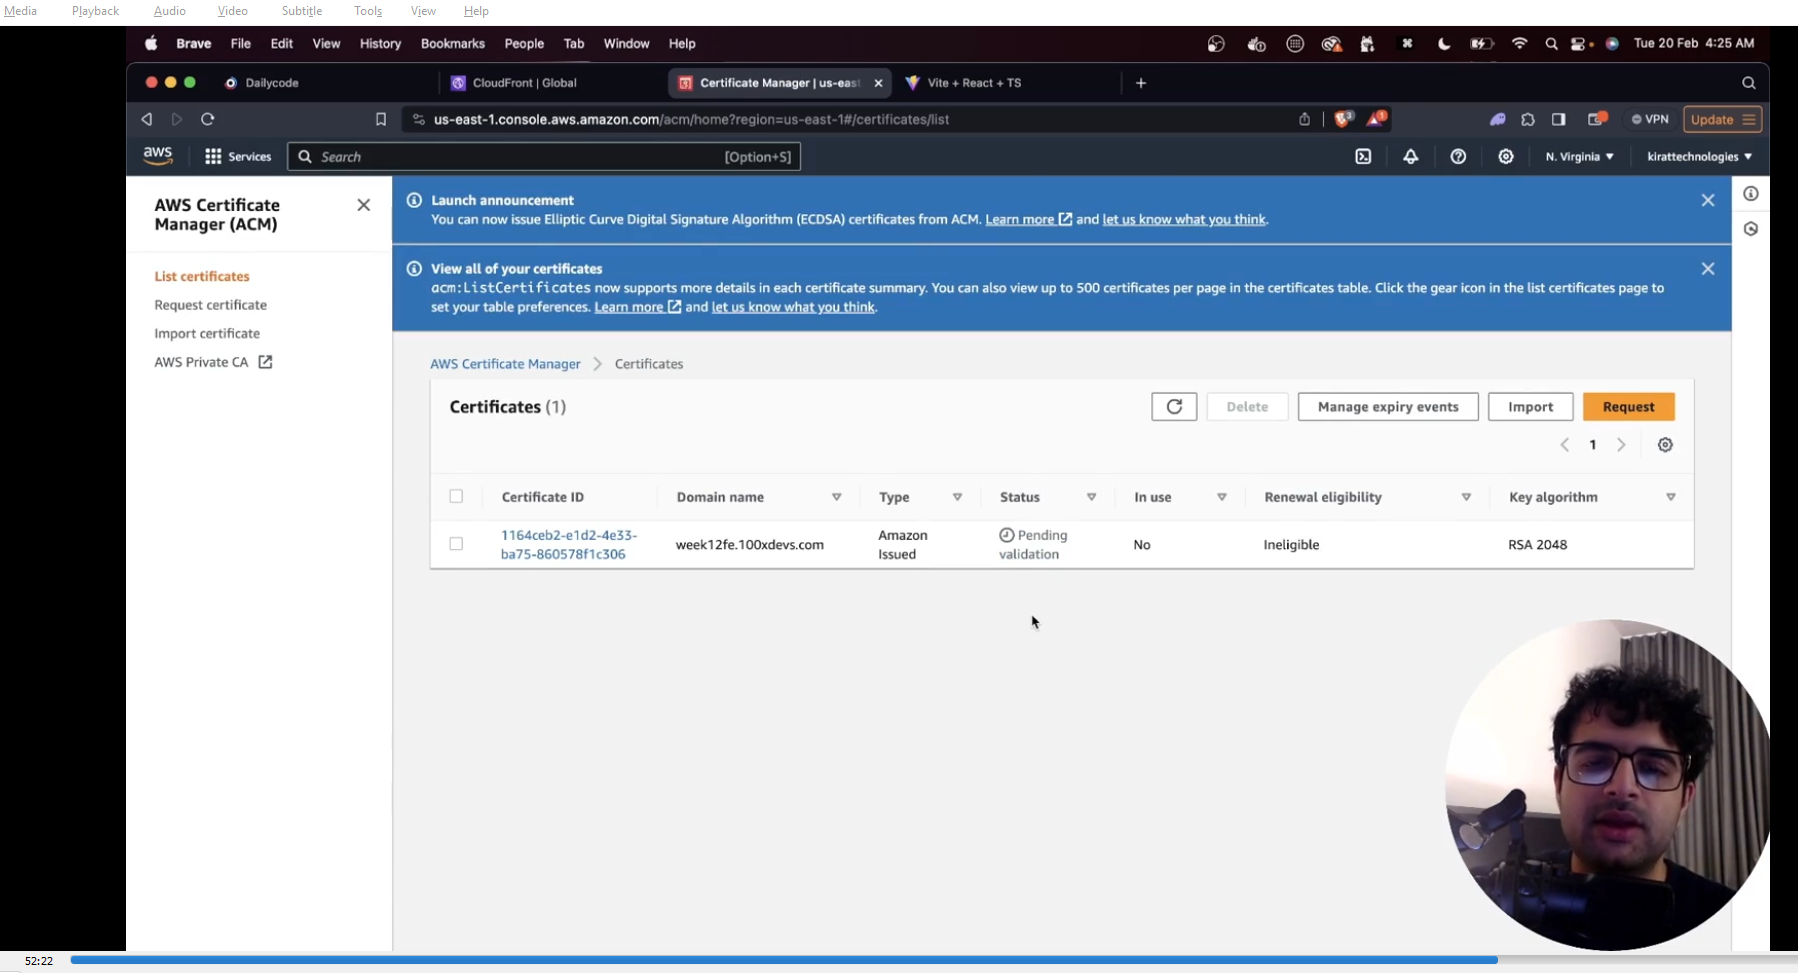 Media Playback Audio Video Subtitle Tools View Help
Brave File Edit View History Bookmarks People Tab Window Help
Tue 20 Feb 4:25 AM
Dailycode
CloudFront | Global
Certificate Manager | us-east
Vite + React + TS
us-east-1.console.aws.amazon.com/acm/home?region=us-east-1#/certificates/list
3
1
VPN
Update
aws
Services
Search
[Option+S]
N. Virginia
kirattechnologies
AWS Certificate
Manager (ACM)
List certificates
Request certificate
Import certificate
AWS Private CA
Launch announcement
You can now issue Elliptic Curve Digital Signature Algorithm (ECDSA) certificates from ACM. Learn more and let us know what you think.
View all of your certificates
acm:ListCertificates now supports more details in each certificate summary. You can also view up to 500 certificates per page in the certificates table. Click the gear icon in the list certificates page to
set your table preferences. Learn more and let us know what you think.
AWS Certificate Manager > Certificates
Certificates (1)
Delete
Manage expiry events
Import
Request
1
Certificate ID Domain name Type Status In use Renewal eligibility Key algorithm
1164ceb2-e1d2-4e33-
ba75-860578f1c306
week12fe.100xdevs.com
Amazon
Issued
Pending
validation
No
Ineligible
RSA 2048
52:22